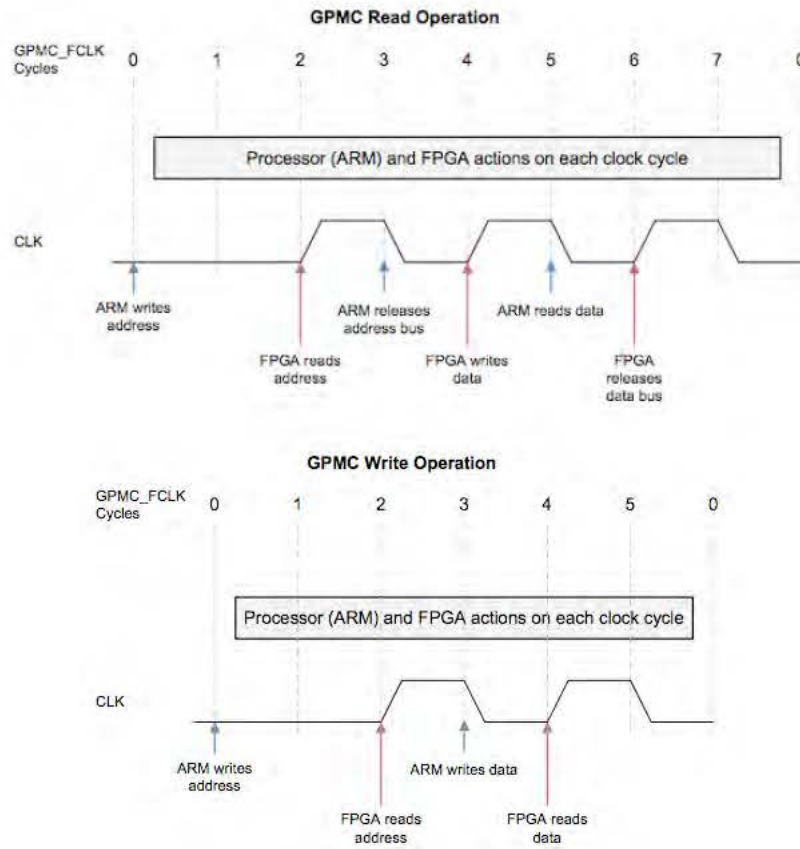 GPMC Read Operation
GPMC_FCLK
Cycles
0 1 2 3 4 5 6 7
Processor (ARM) and FPGA actions on each clock cycle
CLK
ARM writes
address
ARM releases
address bus
ARM reads data
FPGA reads
address
FPGA writes
data
FPGA
releases
data bus
GPMC Write Operation
GPMC_FCLK
Cycles
0 1 2 3 4 5 0
Processor (ARM) and FPGA actions on each clock cycle
CLK
ARM writes
address
ARM writes data
FPGA reads
address
FPGA reads
data